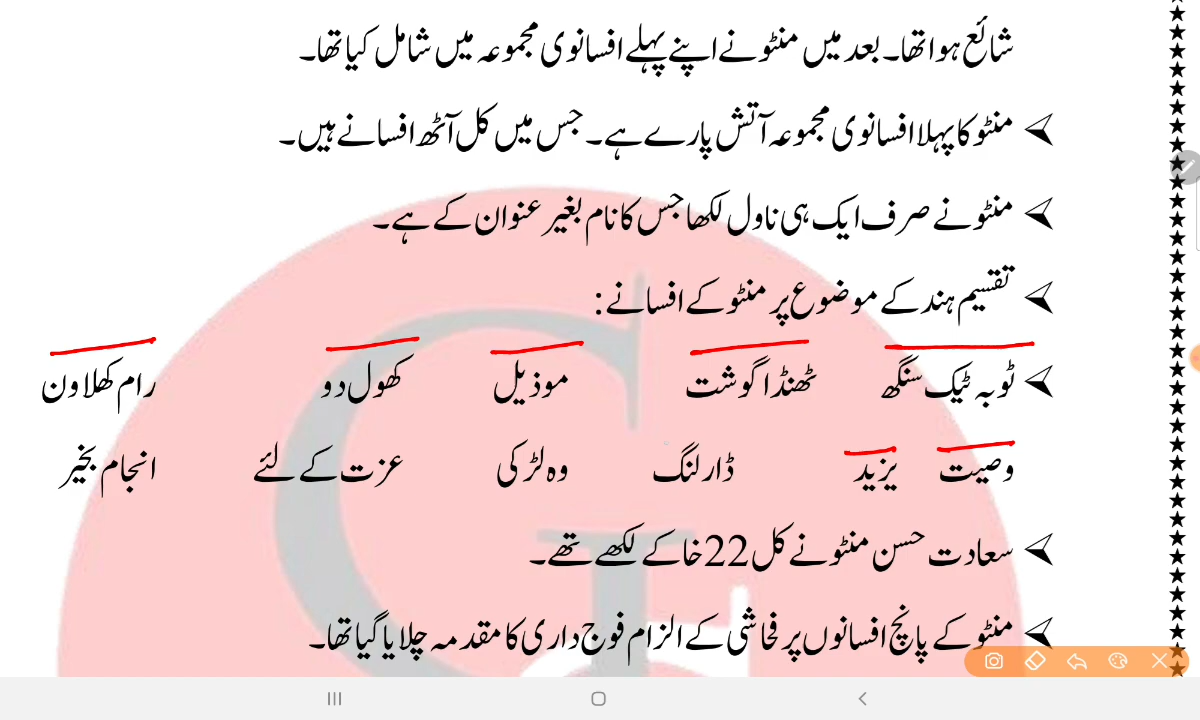 شائع ہوا تھا۔ بعد میں منٹو نے اپنے پہلے افسانوی مجموعہ میں شامل کیا تھا۔
منٹو کا پہلا افسانوی مجموعہ آتش پارے ہے۔ جس میں کل آٹھ افسانے ہیں۔
منٹو نے صرف ایک ہی ناول لکھا جس کا نام بغیر عنوان کے ہے۔
تقسیم ہند کے موضوع پر منٹو کے افسانے:
ٹوبہ ٹیک سنگھ ٹھنڈا گوشت موذیل کھول دو رام کھلاون
وصیت یزید ڈارلنگ وہ لڑکی عزت کے لئے انجام بخیر
سعادت حسن منٹو نے کل 22 خاکے لکھے تھے۔
منٹو کے پانچ افسانوں پر فحاشی کے الزام فوج داری کا مقدمہ چلایا گیا تھا۔